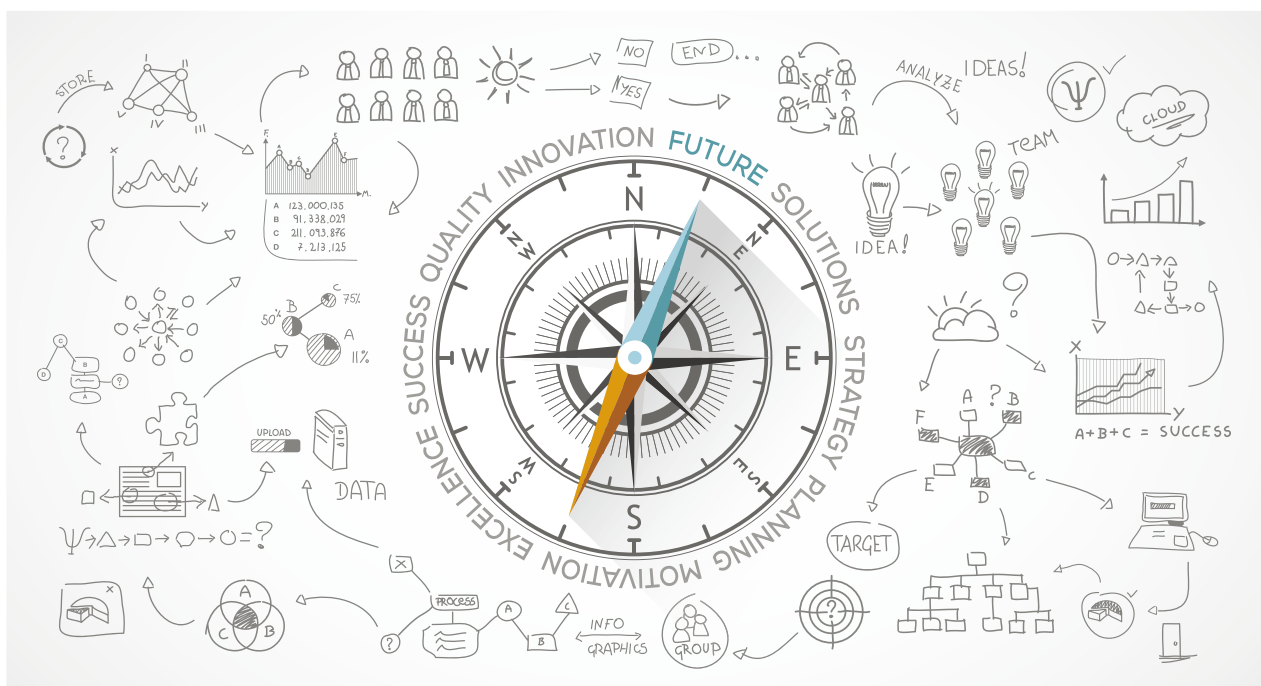 STORE
?
I
II
III
IV
V
X
Y
F.
A
B
C
D
E
F
M.
A 123,000,135
B 91,338,029
C 211,093,876
D 7,213,125
NO
YES
END ...
ANALYZE
IDEAS!
Ψ
CLOUD
TEAM
IDEA!
INNOVATION
FUTURE
SOLUTIONS
STRATEGY
PLANNING
MOTIVATION
EXCELLENCE
SUCCESS
QUALITY
N
NE
E
SE
S
SW
W
NW
C 75%
B 50%
A 11%
C
D
B
?
A
UPLOAD
DATA
Ψ → △ → □ → ○ → ○ = ?
X
A
B
C
X
PROCESS
?
A
B
C
INFO
GRAPHICS
GROUP
?
TARGET
?
A ? B
F
E
D
C
X
Y
A+B+C = SUCCESS